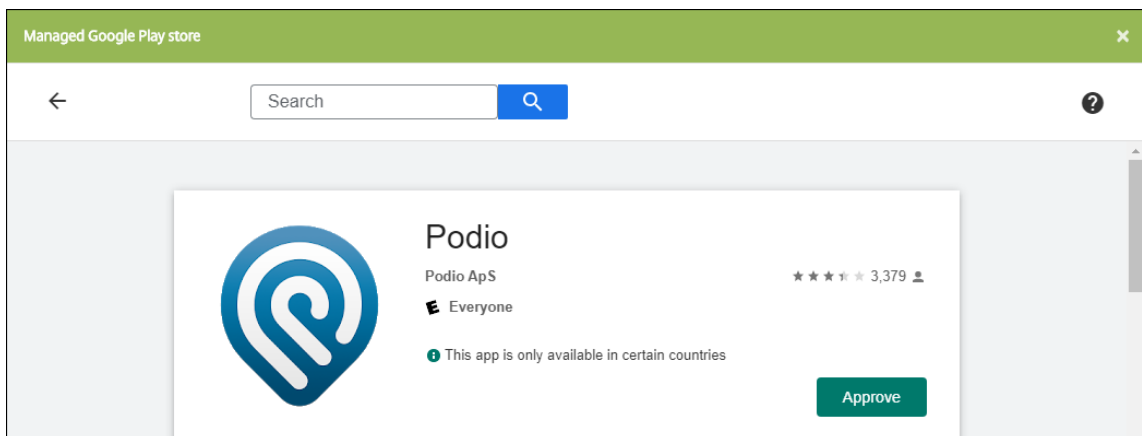 Managed Google Play store
Search
Podio
Podio ApS
3,379
E Everyone
This app is only available in certain countries
Approve